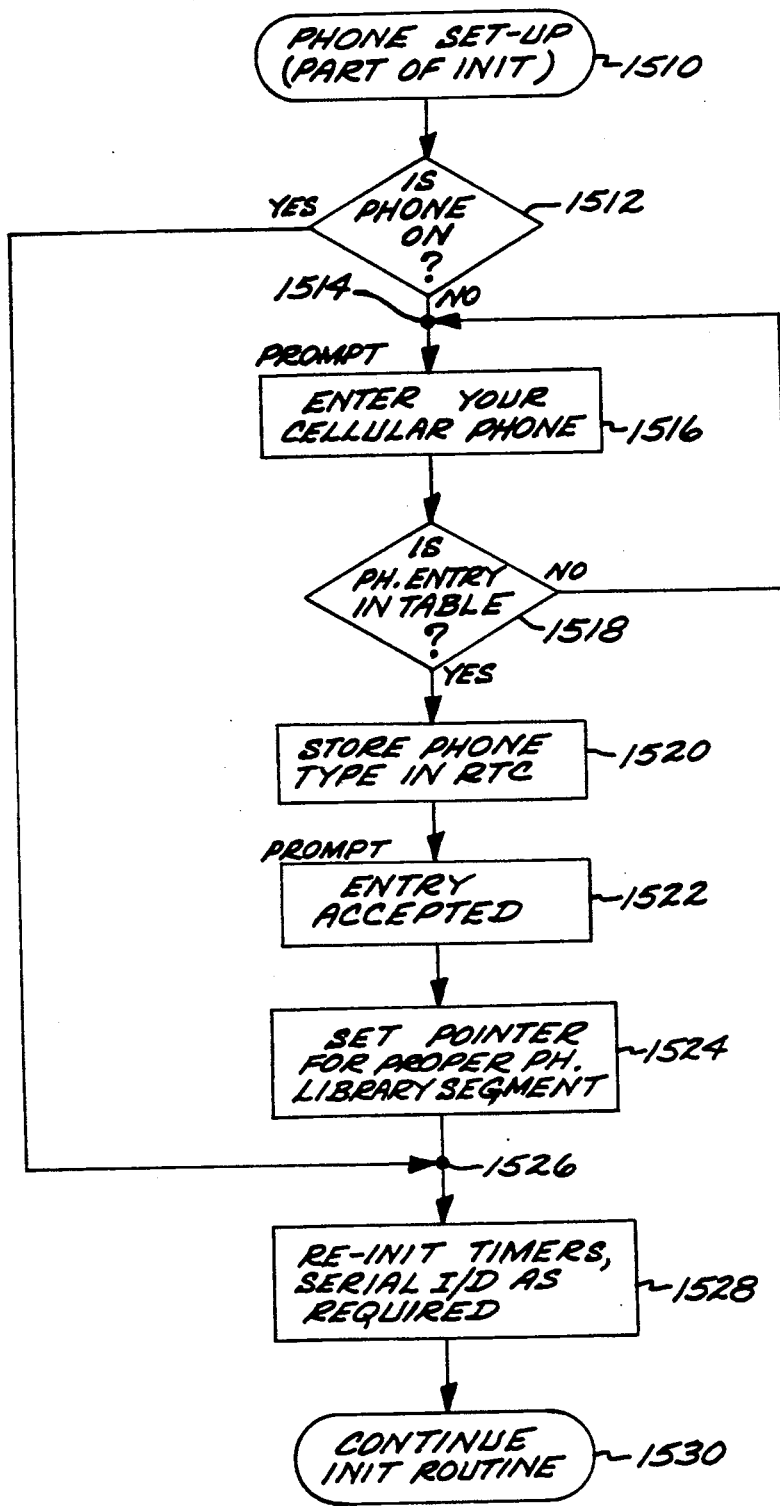 PHONE SET-UP
(PART OF INIT)
1510
IS
PHONE
ON
?
1512
YES
NO
1514
PROMPT
ENTER YOUR
CELLULAR PHONE
1516
IS
PH. ENTRY
IN TABLE
?
NO
1518
YES
STORE PHONE
TYPE IN RTC
1520
PROMPT
ENTRY
ACCEPTED
1522
SET POINTER
FOR PROPER PH.
LIBRARY SEGMENT
1524
1526
RE-INIT TIMERS,
SERIAL I/D AS
REQUIRED
1528
CONTINUE
INIT ROUTINE
1530